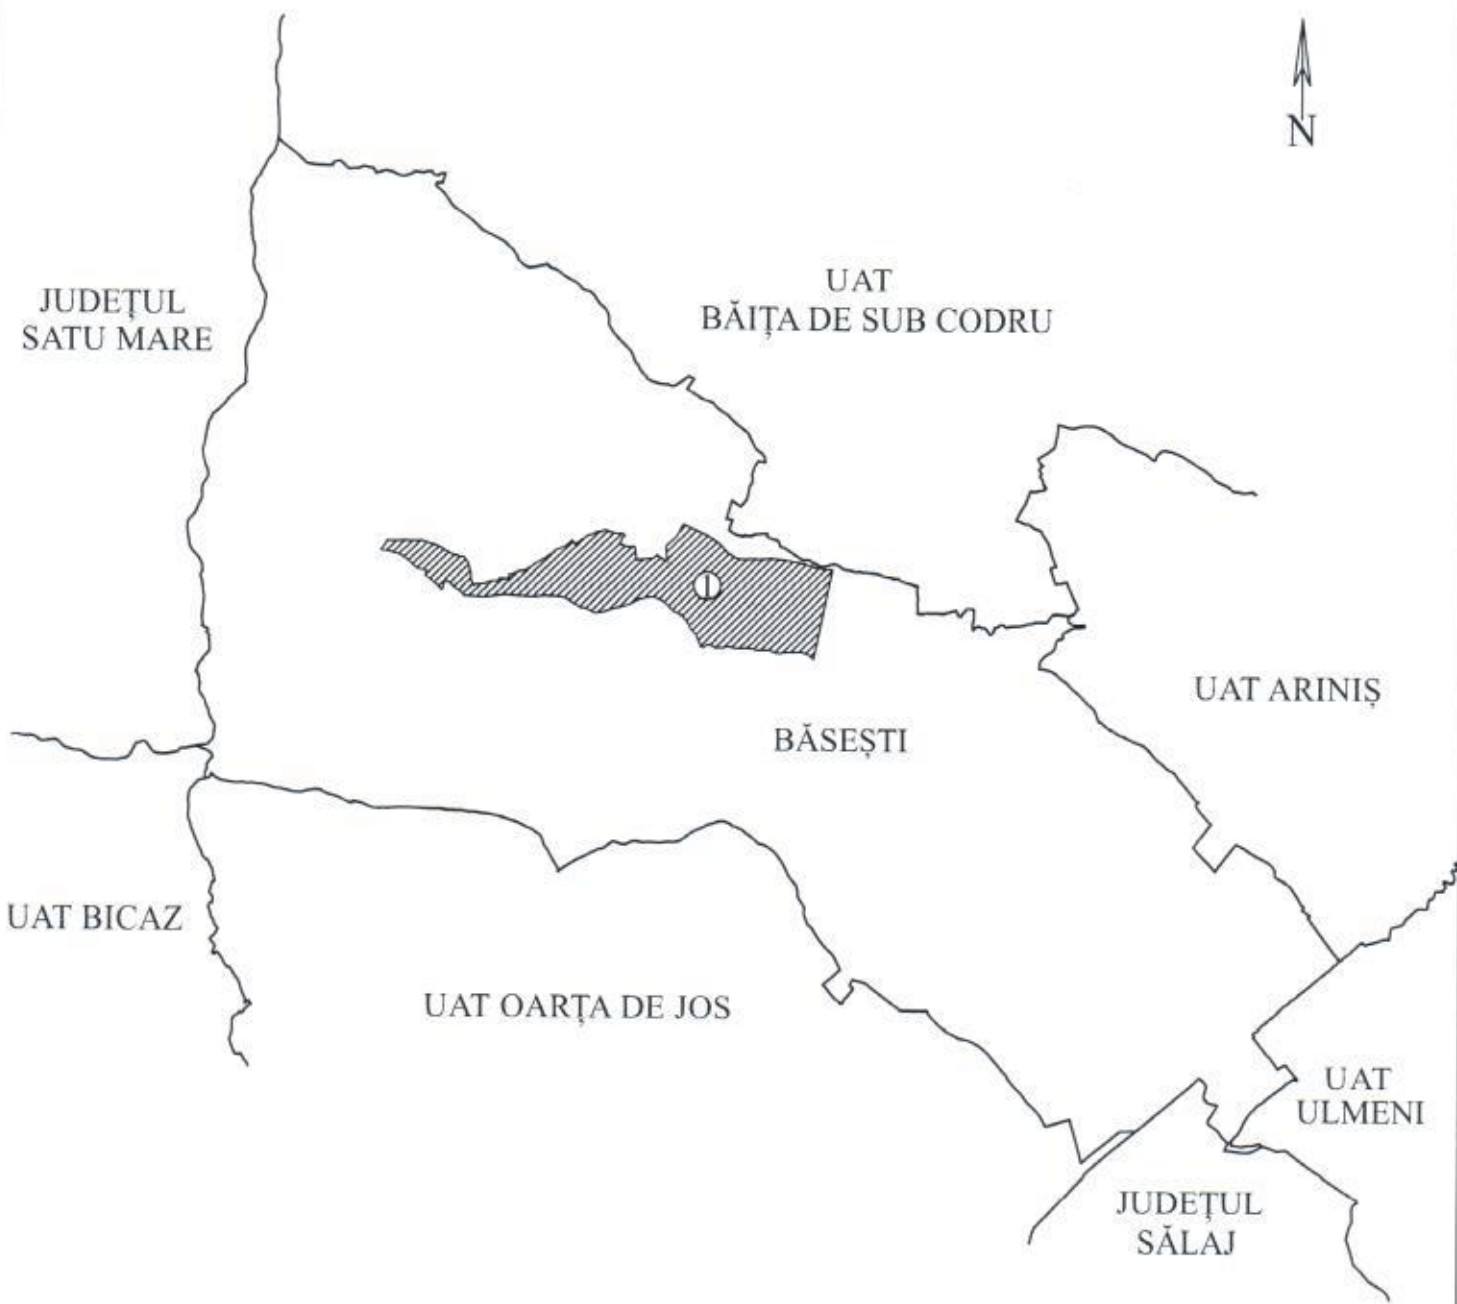 N
JUDEȚUL
SATU MARE
UAT
BĂIȚA DE SUB CODRU
1
UAT ARINIȘ
BĂSEȘTI
UAT BICAZ
UAT OARȚA DE JOS
UAT
ULMENI
JUDEȚUL
SĂLAJ